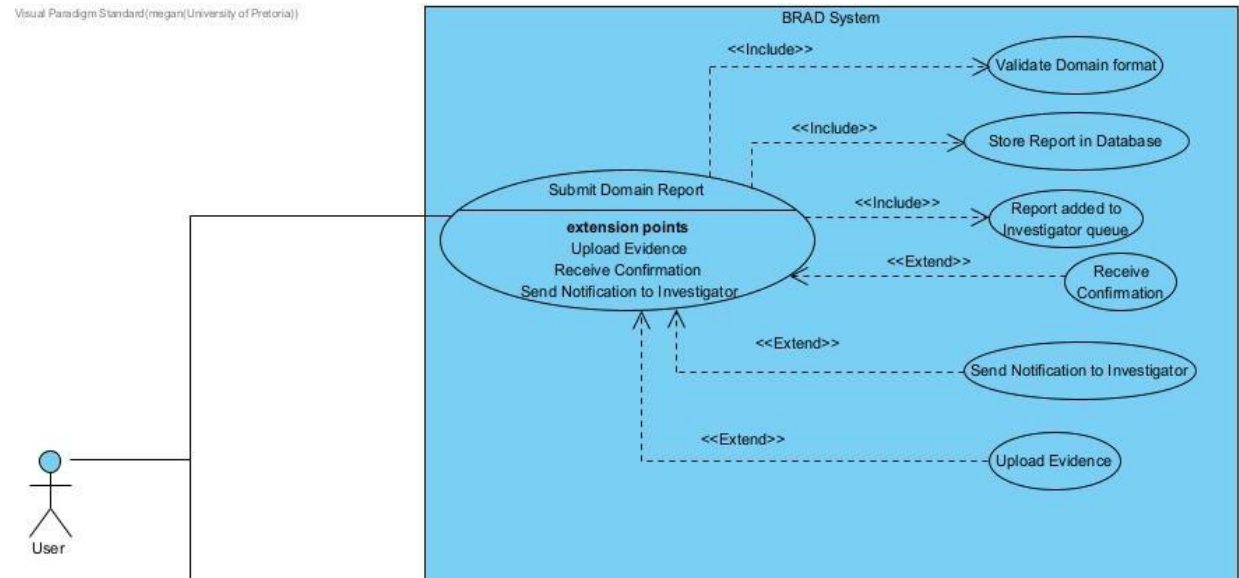 Visual Paradigm Standard(megan(University of Pretoria))
BRAD System
<<Include>>
Validate Domain format
<<Include>>
Store Report in Database
Submit Domain Report
<<Include>>
Report added to
Investigator queue
extension points
Upload Evidence
Receive Confirmation
Send Notification to Investigator
<<Extend>>
Receive
Confirmation
<<Extend>>
Send Notification to Investigator
<<Extend>>
Upload Evidence
User